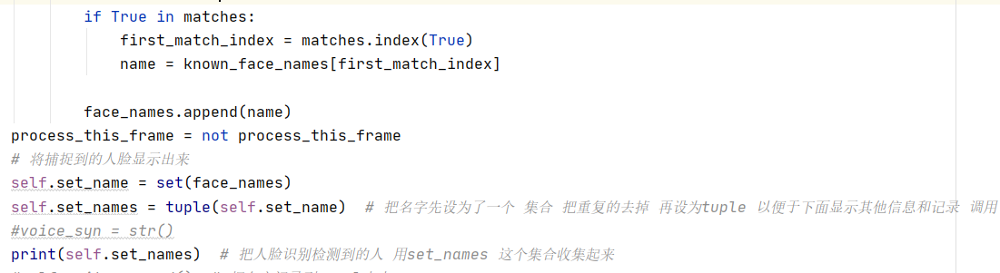 if True in matches:
first_match_index = matches.index(True)
name = known_face_names[first_match_index]
face_names.append(name)
process_this_frame = not process_this_frame
# 将捕捉到的人脸显示出来
self.set_name = set(face_names)
self.set_names = tuple(self.set_name)  # 把名字先设为了一个 集合 把重复的去掉 再设为tuple 以便于下面显示其他信息和记录 调用
#voice_syn = str()
print(self.set_names)  # 把人脸识别检测到的人 用set_names 这个集合收集起来